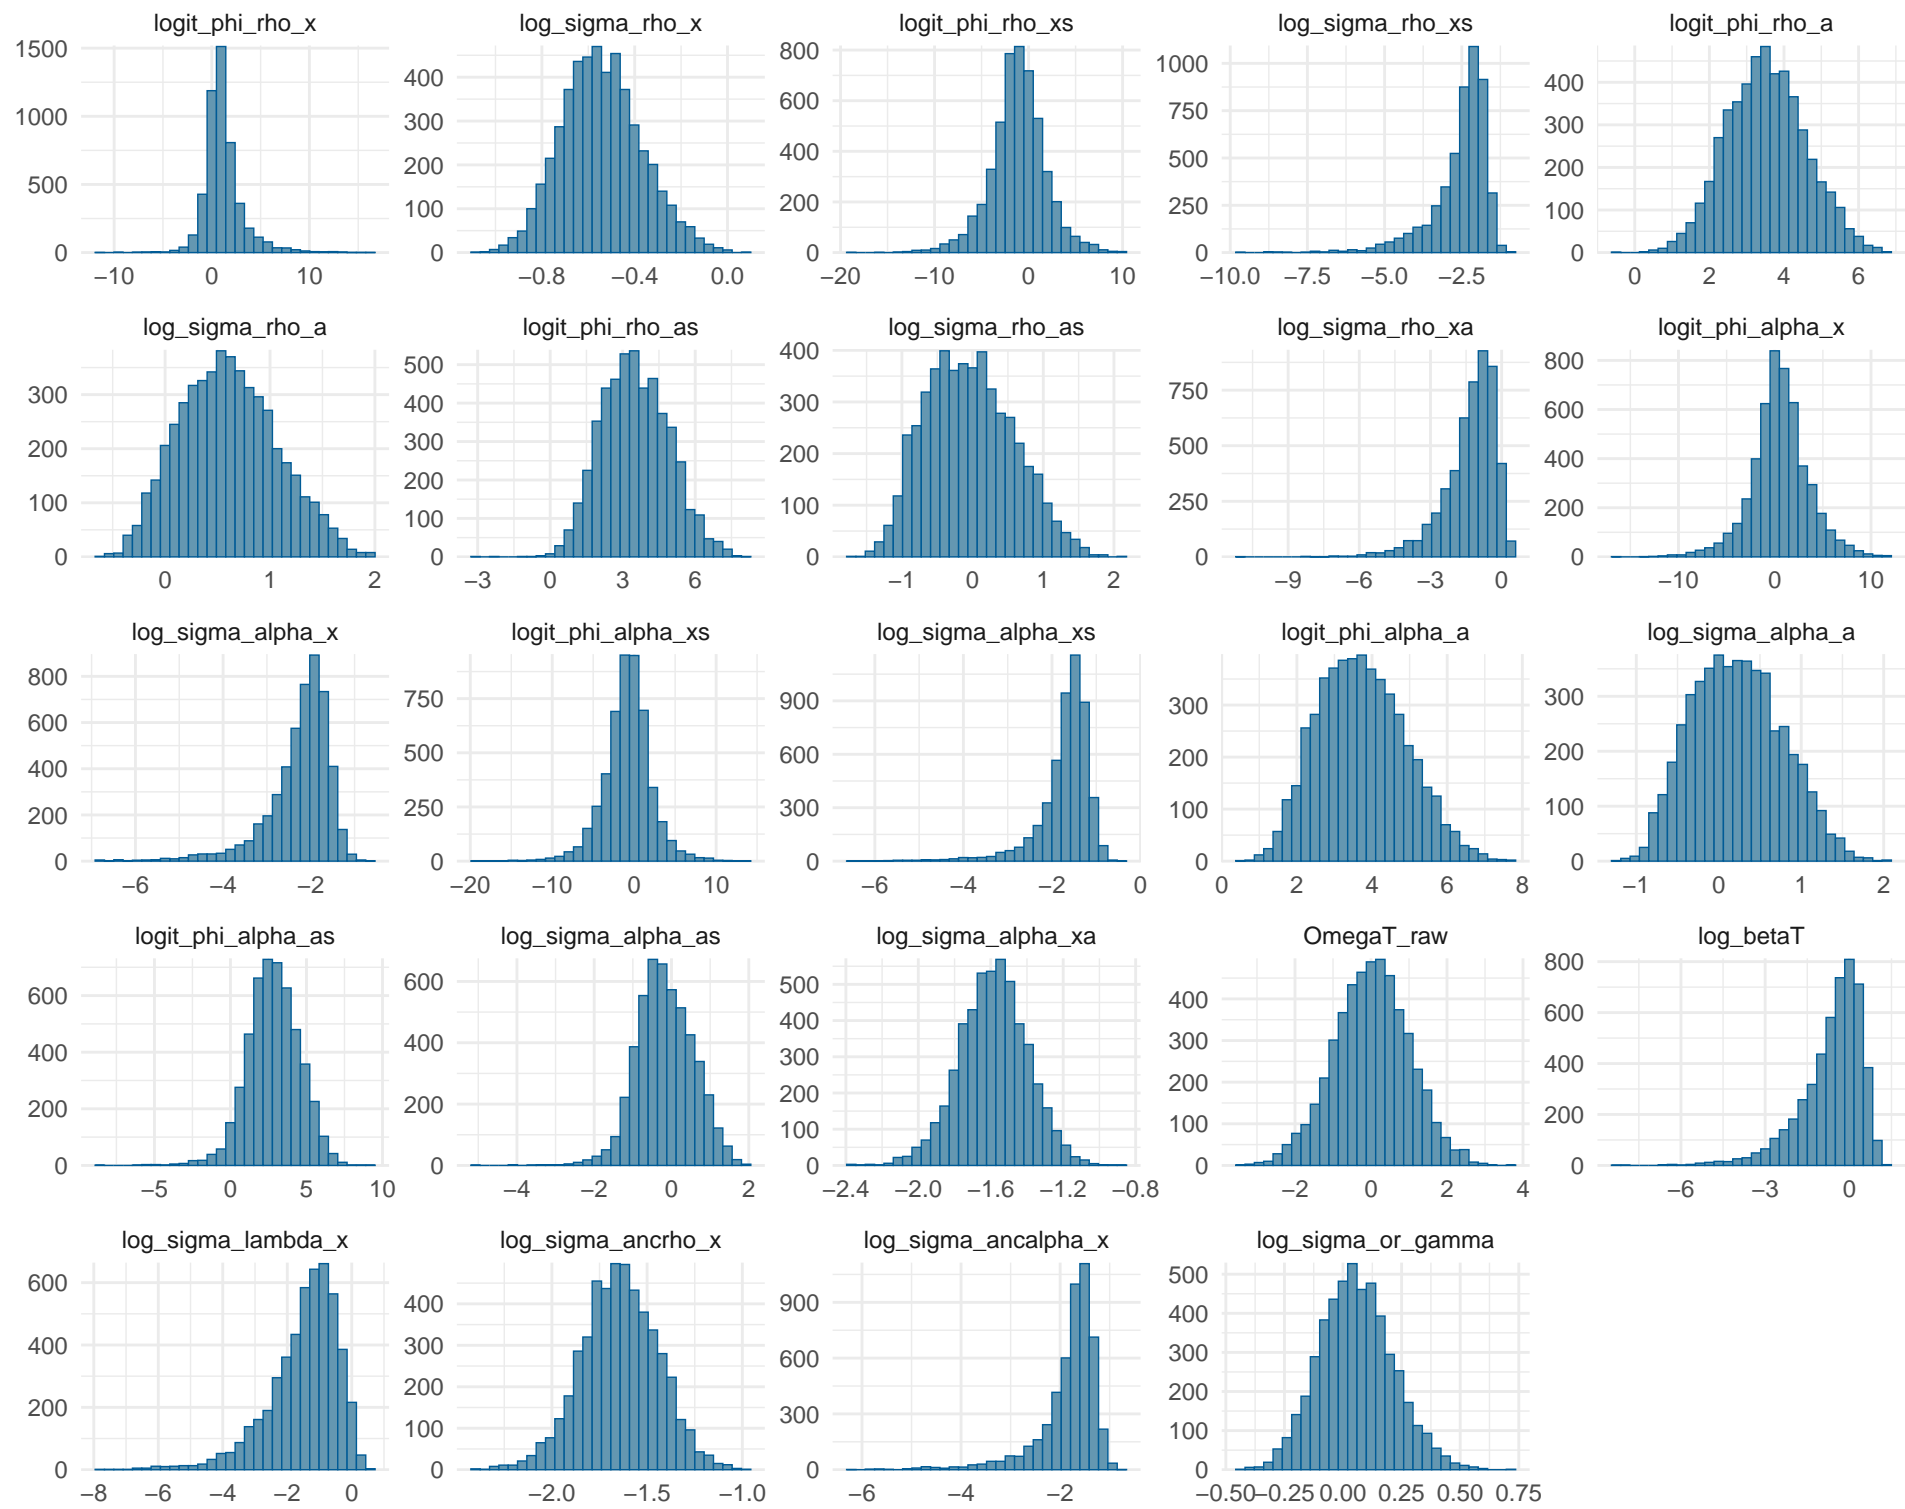 logit_phi_rho_x log_sigma_rho_x logit_phi_rho_xs log_sigma_rho_xs logit_phi_rho_a
1500 1000 500 0
400 300 200 100 0
800 600 400 200 0
1000 750 500 250 0
400 300 200 100 0
−10 0 10 −0.8 −0.4 0.0 −20 −10 0 10 −10.0 −7.5 −5.0 −2.5 0 2 4 6
log_sigma_rho_a logit_phi_rho_as log_sigma_rho_as log_sigma_rho_xa logit_phi_alpha_x
300 200 100 0
500 400 300 200 100 0
400 300 200 100 0
750 500 250 0
800 600 400 200 0
0 1 2 −3 0 3 6 −1 0 1 2 −9 −6 −3 0 −10 0 10
log_sigma_alpha_x logit_phi_alpha_xs log_sigma_alpha_xs logit_phi_alpha_a log_sigma_alpha_a
800 600 400 200 0
750 500 250 0
900 600 300 0
300 200 100 0
300 200 100 0
−6 −4 −2 −20 −10 0 10 −6 −4 −2 0 0 2 4 6 8 −1 0 1 2
logit_phi_alpha_as log_sigma_alpha_as log_sigma_alpha_xa OmegaT_raw log_betaT
600 400 200 0
600 400 200 0
500 400 300 200 100 0
400 300 200 100 0
800 600 400 200 0
−5 0 5 10 −4 −2 0 2 −2.4 −2.0 −1.6 −1.2 −0.8 −2 0 2 4 −6 −3 0
log_sigma_lambda_x log_sigma_ancrho_x log_sigma_ancalpha_x log_sigma_or_gamma
600 400 200 0
400 300 200 100 0
900 600 300 0
500 400 300 200 100 0
−8 −6 −4 −2 0 −2.0 −1.5 −1.0 −6 −4 −2 −0.50 −0.25 0.00 0.25 0.50 0.75